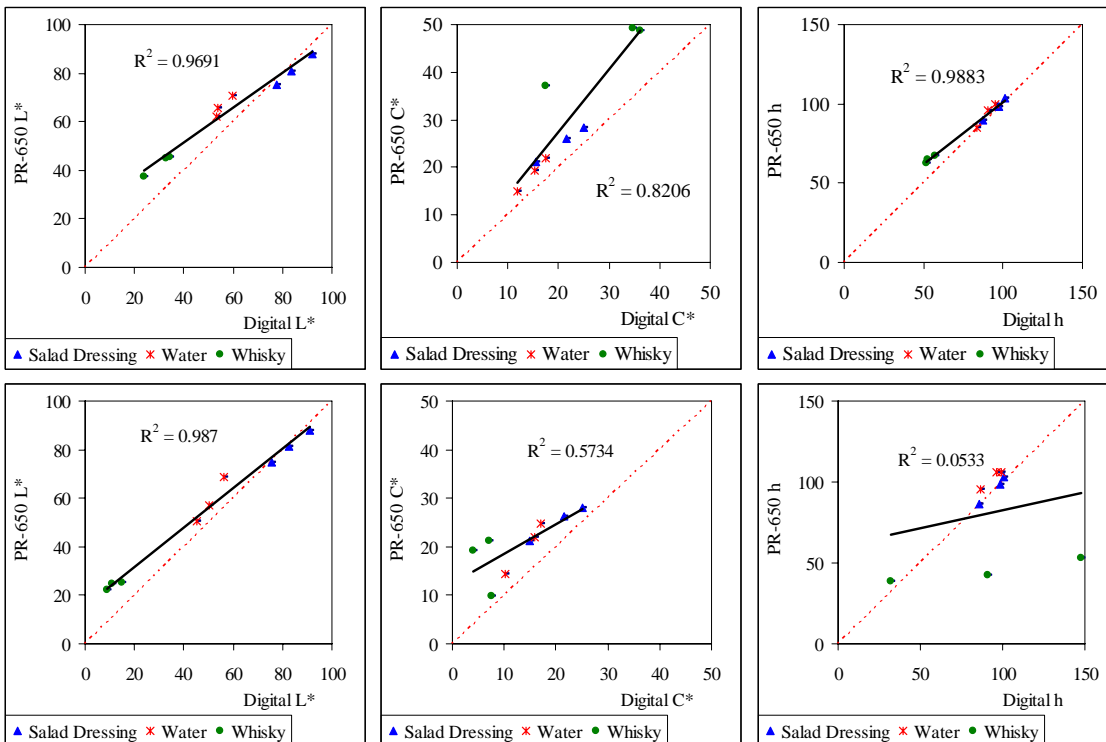 PR-650 L*
100
80
60
40
20
0
R² = 0.9691
0 20 40 60 80 100
Digital L*
Salad Dressing Water Whisky
PR-650 C*
50
40
30
20
10
0
R² = 0.8206
0 10 20 30 40 50
Digital C*
Salad Dressing Water Whisky
PR-650 h
150
100
50
0
R² = 0.9883
0 50 100 150
Digital h
Salad Dressing Water Whisky
PR-650 L*
100
80
60
40
20
0
R² = 0.987
0 20 40 60 80 100
Digital L*
Salad Dressing Water Whisky
PR-650 C*
50
40
30
20
10
0
R² = 0.5734
0 10 20 30 40 50
Digital C*
Salad Dressing Water Whisky
PR-650 h
150
100
50
0
R² = 0.0533
0 50 100 150
Digital h
Salad Dressing Water Whisky